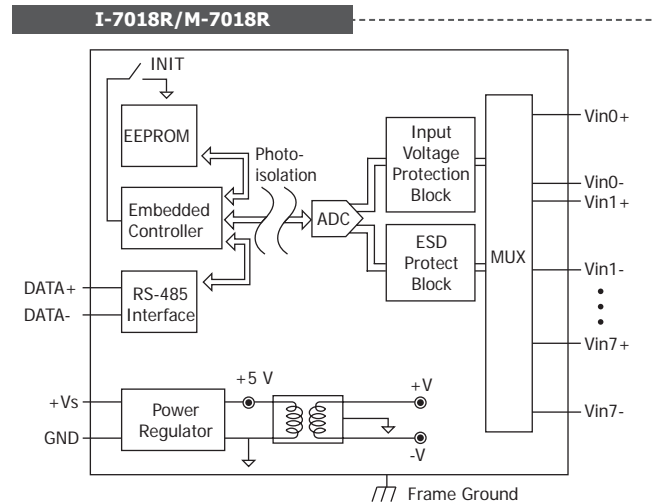 I-7018R/M-7018R
INIT
EEPROM
Photo-
isolation
Embedded
Controller
ADC
Input
Voltage
Protection
Block
ESD
Protect
Block
MUX
Vin0+
Vin0-
Vin1+
Vin1-
Vin7+
Vin7-
DATA+
DATA-
RS-485
Interface
+Vs
GND
Power
Regulator
+5 V
+V
-V
Frame Ground